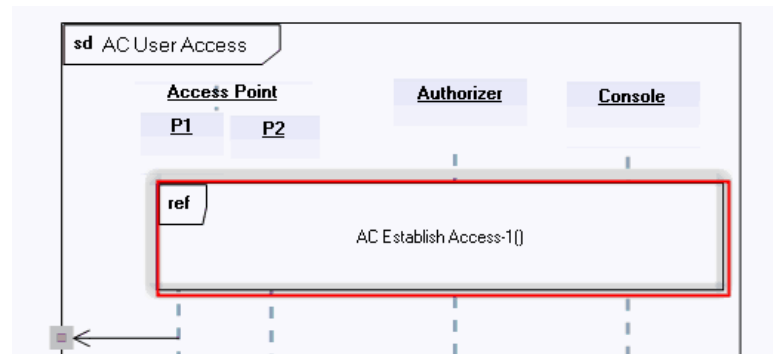 sd AC User Access
Access Point Authorizer Console
P1 P2
ref
AC Establish Access-1()